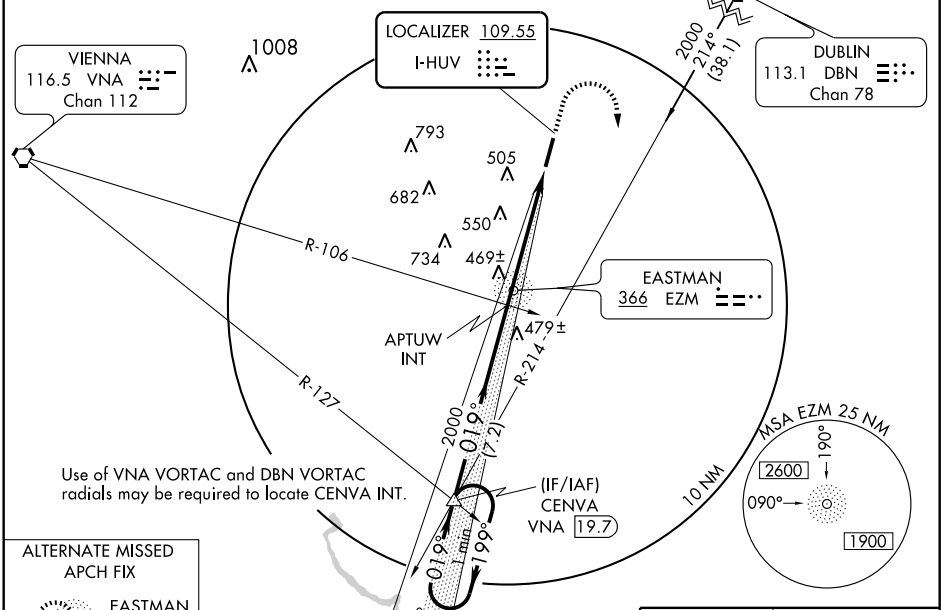 VIENNA
116.5 VNA
Chan 112
1008
LOCALIZER 109.55
I-HUV
2000
214°
(38.1)
DUBLIN
113.1 DBN
Chan 78
793
505
682
550
734
469±
R-106
EASTMAN
366 EZM
APTUW
INT
479±
R-214
R-127
2000
019°
(7.2)
MSA EZM 25 NM
190°
2600
090°
1900
10 NM
Use of VNA VORTAC and DBN VORTAC
radials may be required to locate CENVA INT.
(IF/IAF)
CENVA
VNA 19.7
019°
1 min
199°
ALTERNATE MISSED
APCH FIX
EASTMAN